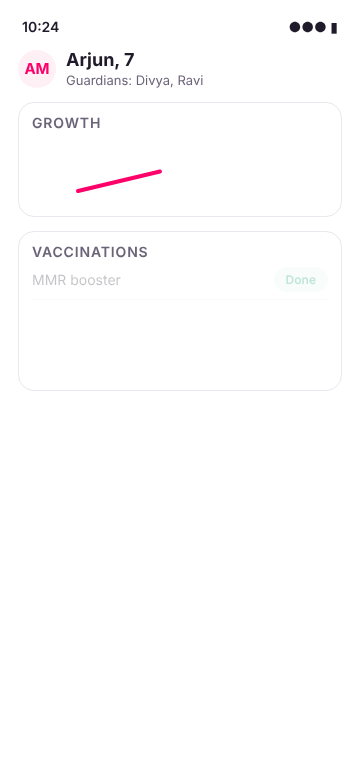 10:24
AM
Arjun, 7
Guardians: Divya, Ravi
GROWTH
VACCINATIONS
MMR booster
Done